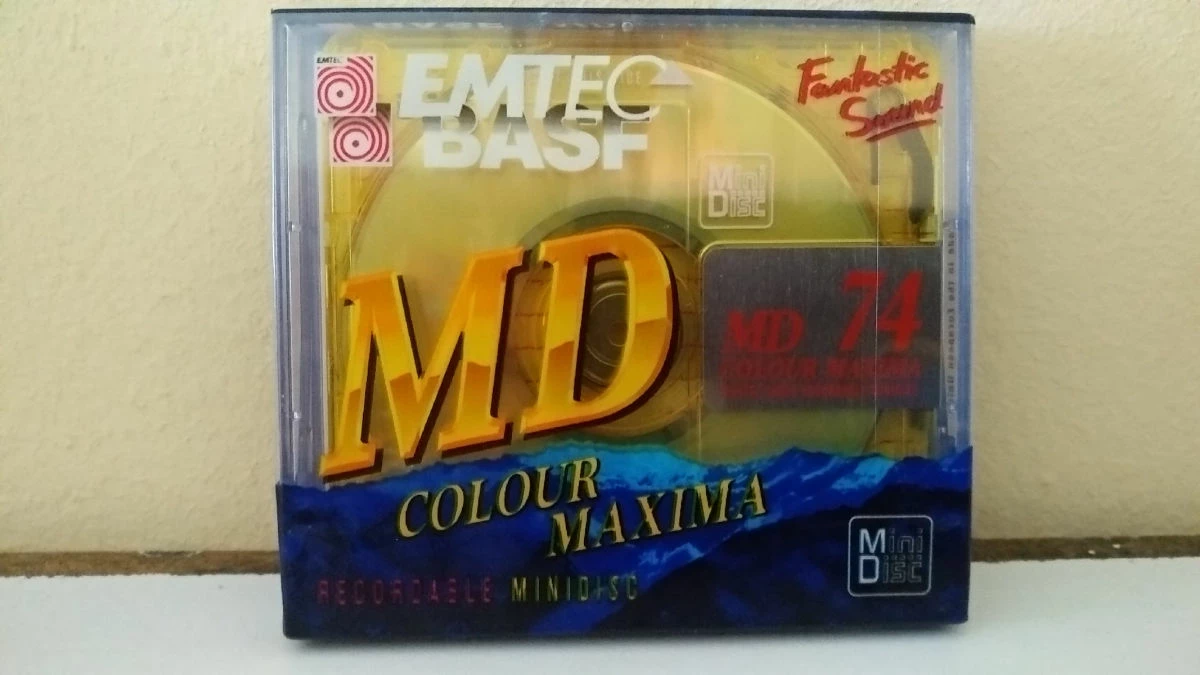 EMTEC
EMTEC
BASF
Fantastic
Sound
Mini
Disc
MD
74
MD
COLOUR MAXIMA
COLOUR
MAXIMA
Mini
Disc
RECORDABLE MINIDISC